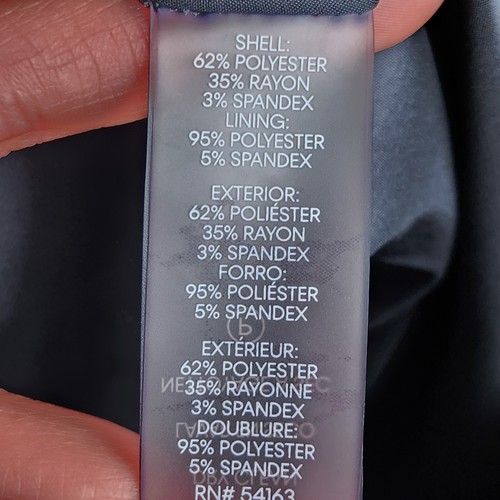 SHELL:
62% POLYESTER
35% RAYON
3% SPANDEX
LINING:
95% POLYESTER
5% SPANDEX
EXTERIOR:
62% POLIÉSTER
35% RAYON
3% SPANDEX
FORRO:
95% POLIÉSTER
5% SPANDEX
EXTÉRIEUR:
62% POLYESTER
35% RAYONNE
3% SPANDEX
DOUBLURE:
95% POLYESTER
5% SPANDEX
RN# 54163